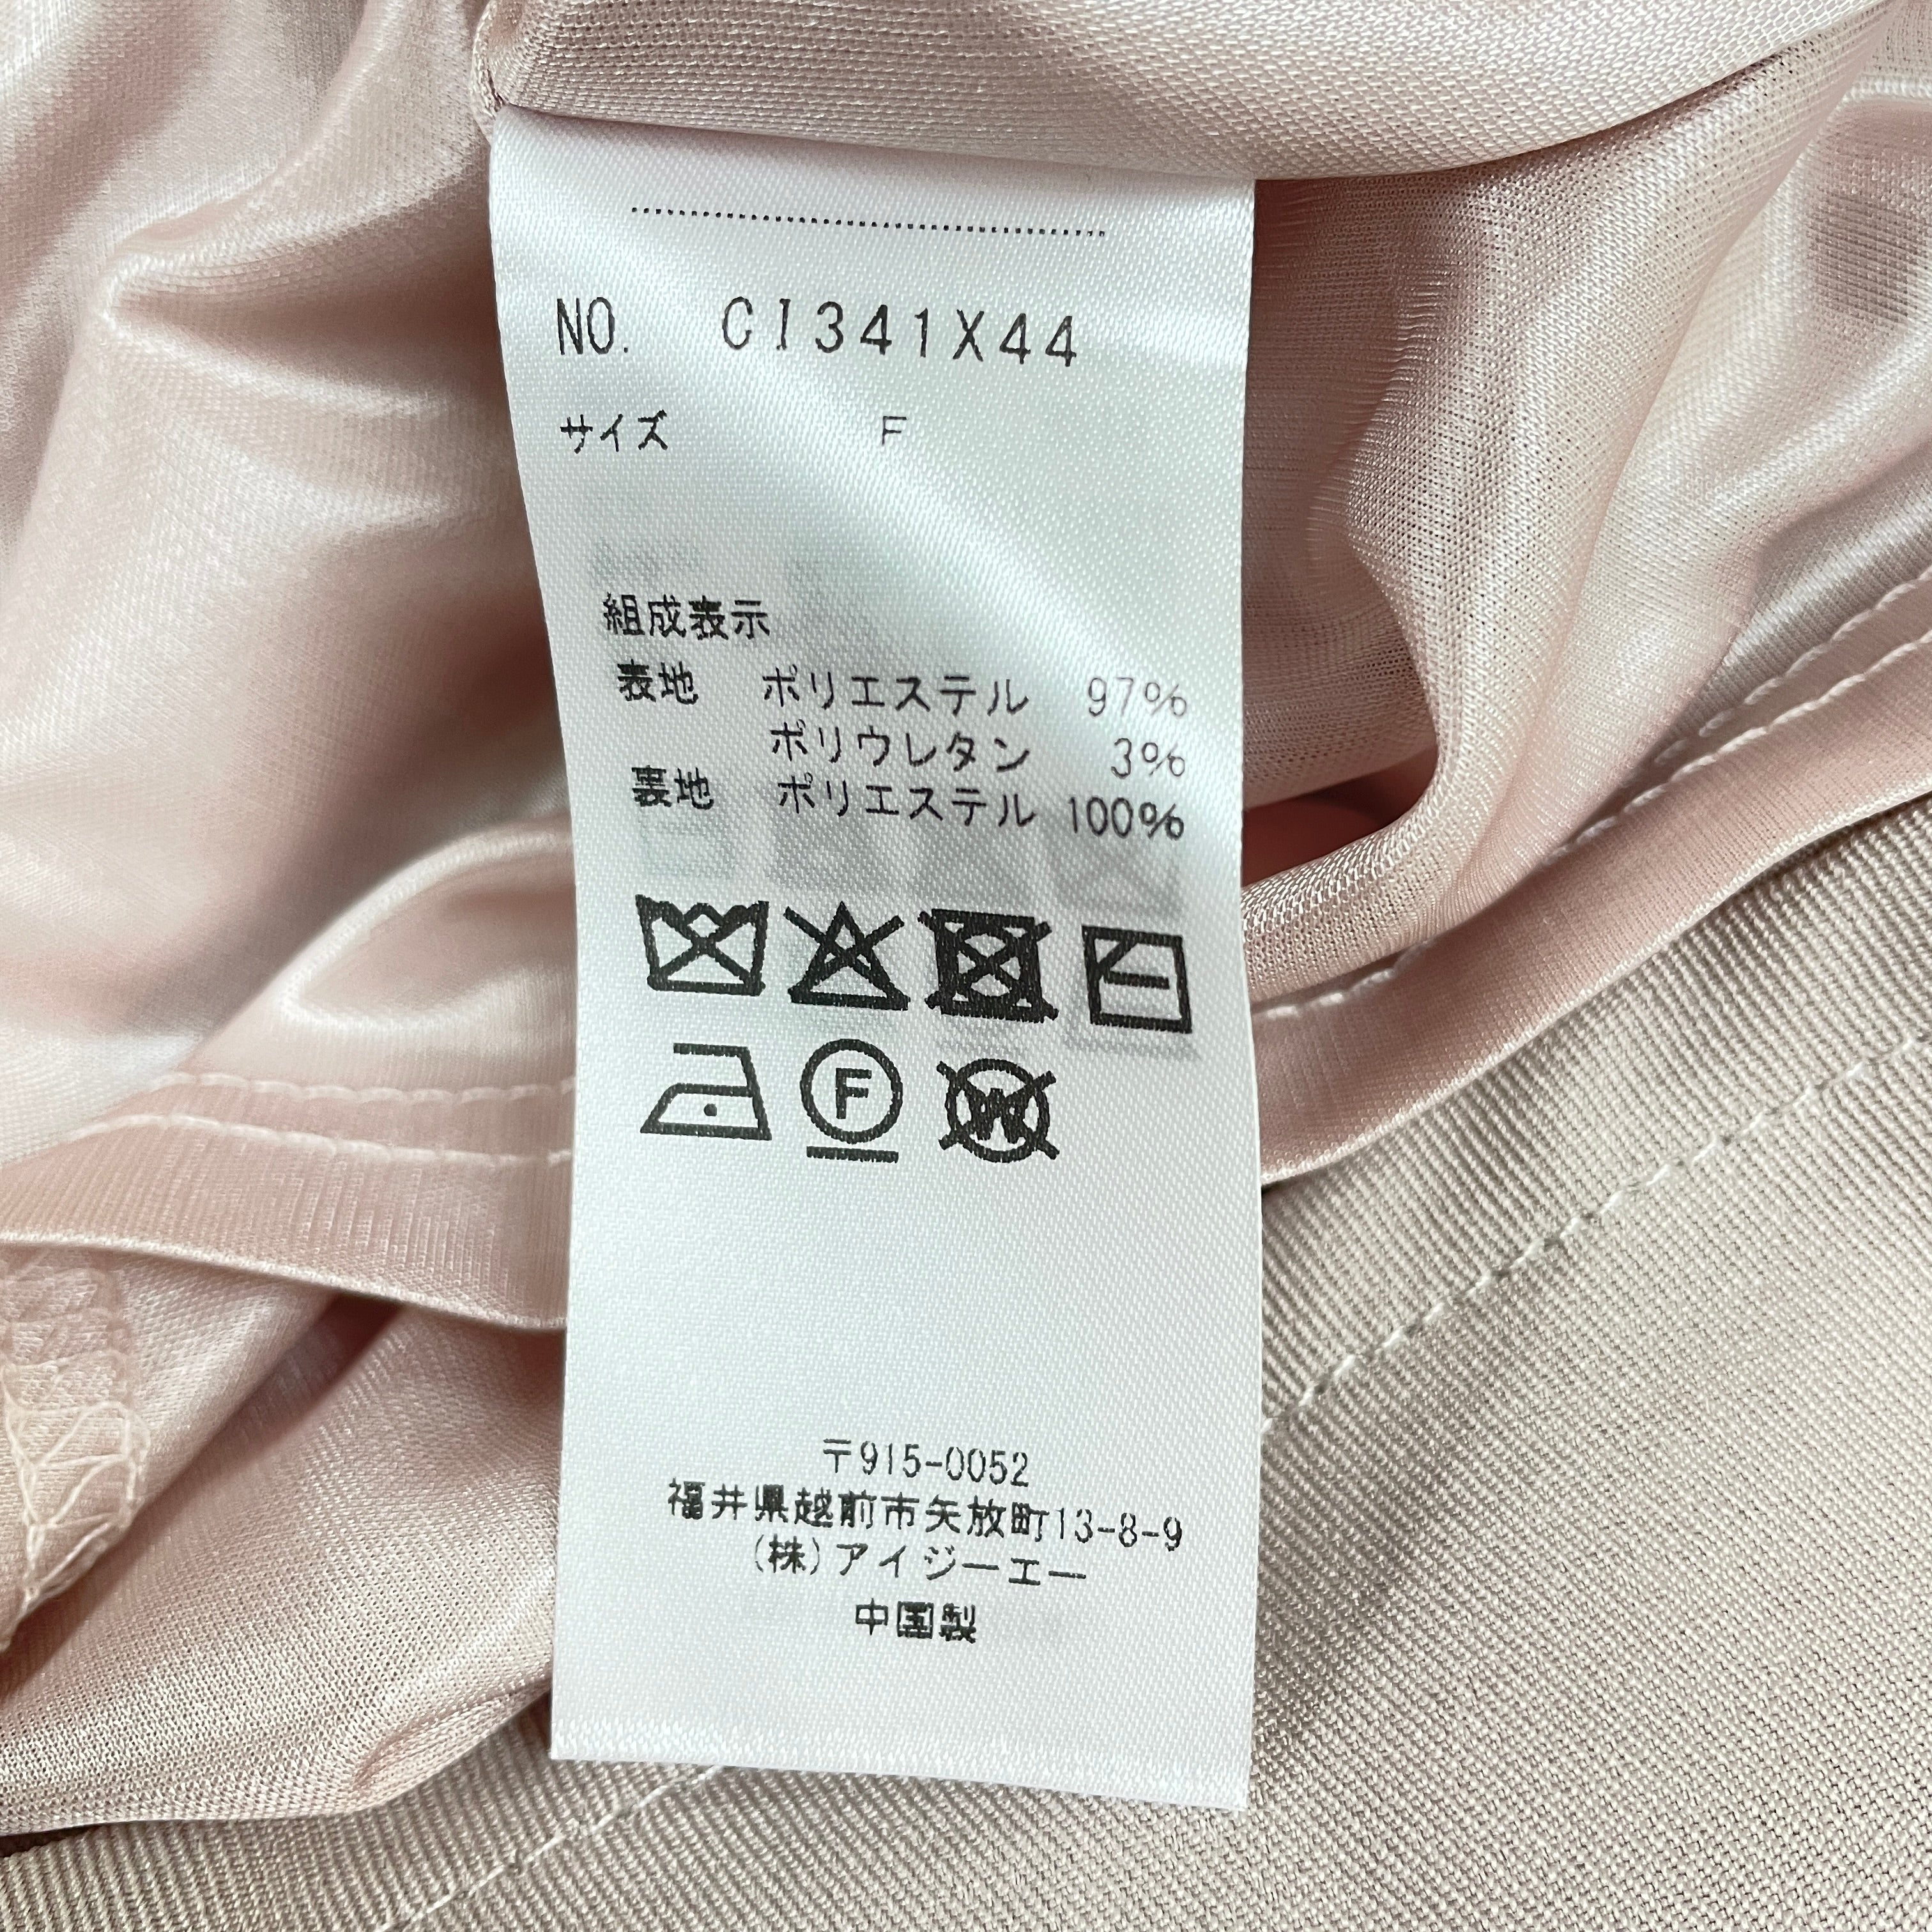 NO. CI341X44
サイズ F
組成表示
表地 ポリエステル 97%
ポリウレタン 3%
裏地 ポリエステル 100%
F
W
〒915-0052
福井県越前市矢放町13-8-9
(株)アイジーエー
中国製